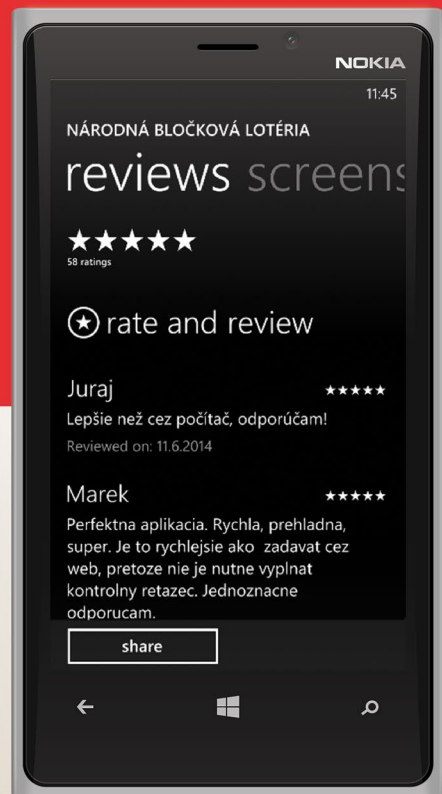 NOKIA
11:45
NÁRODNÁ BLOČKOVÁ LOTÉRIA
reviews screens
58 ratings
rate and review
Juraj
Lepšie než cez počítač, odporúčam!
Reviewed on: 11.6.2014
Marek
Perfektna aplikacia. Rychla, prehladna,
super. Je to rychlejsie ako zadavat cez
web, pretoze nie je nutne vyplnat
kontrolny retazec. Jednoznacne
odporucam.
share